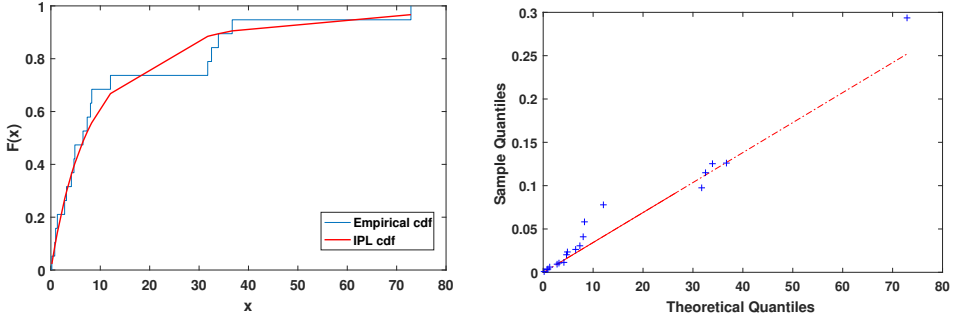 1
0.8
0.6
0.4
0.2
0
F(x)
0 10 20 30 40 50 60 70 80
x
Empirical cdf
IPL cdf
0.3
0.25
0.2
0.15
0.1
0.05
0
Sample Quantiles
0 10 20 30 40 50 60 70 80
Theoretical Quantiles